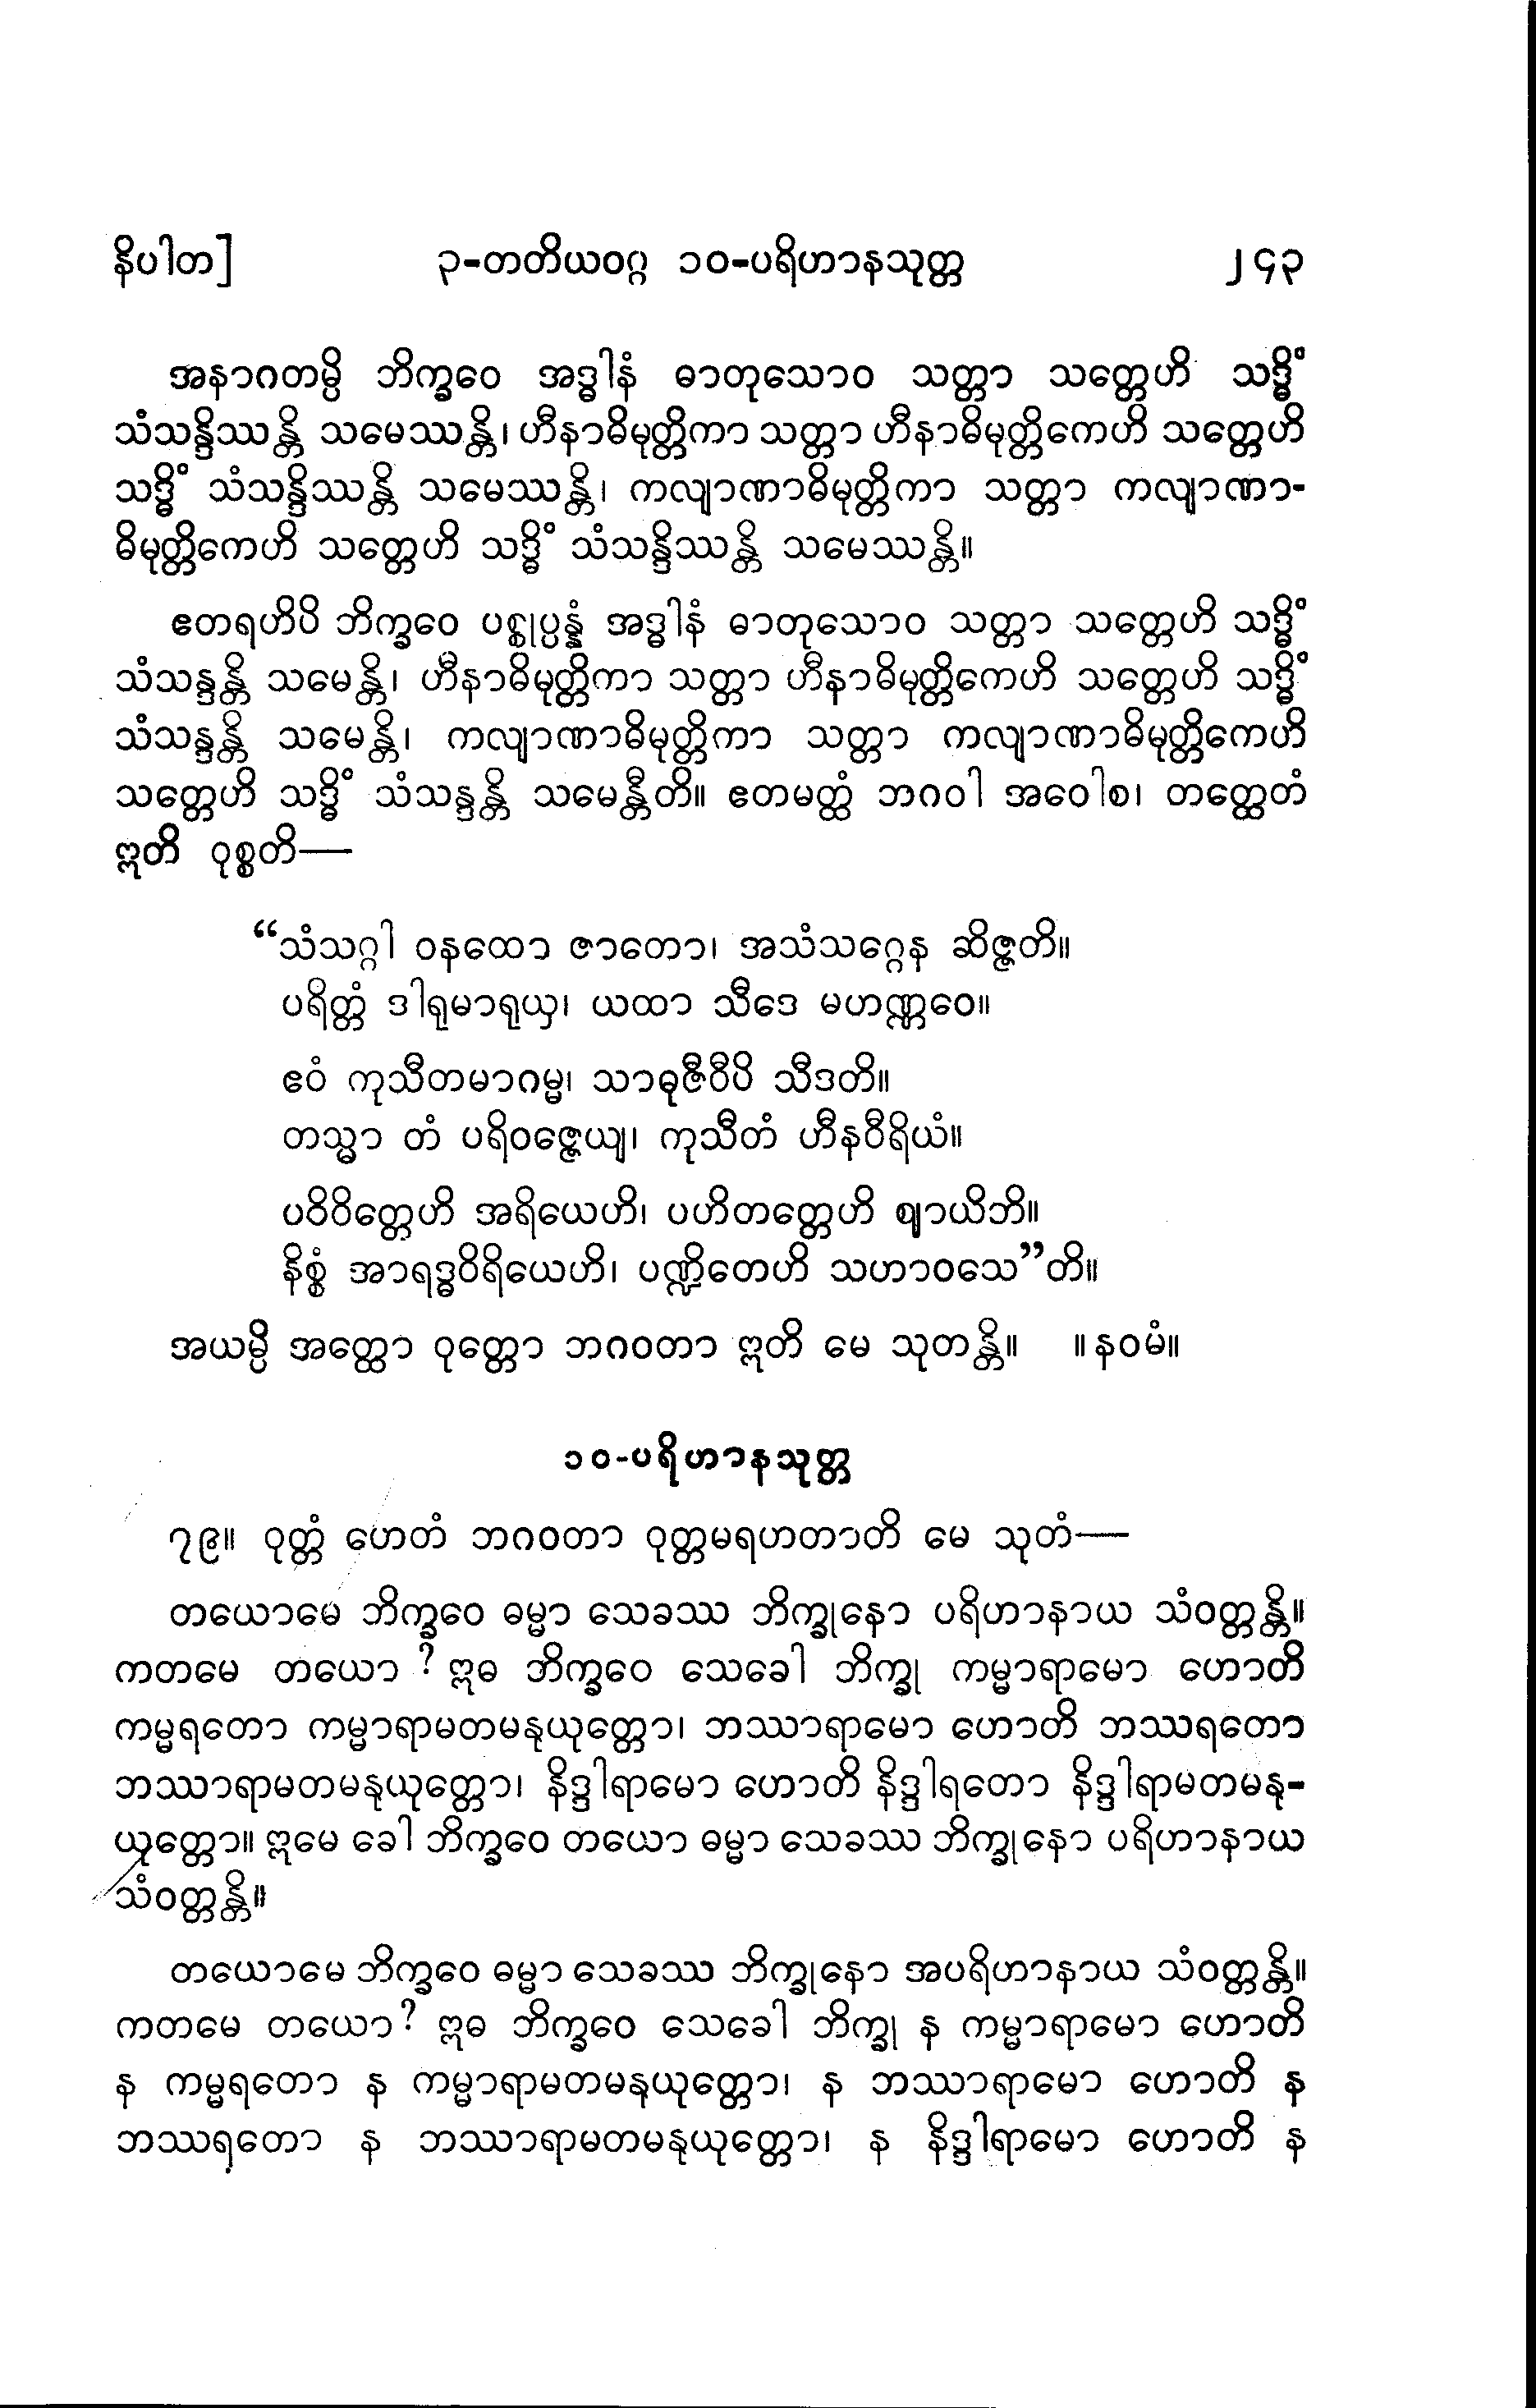 နိပါတ] ၃-တတိယဝဂ္ဂ ၁၀-ပရိဟာနသုတ္တ ၂၄၃
အနာဂတမ္ပိ ဘိက္ခဝေ အဒ္ဓါနံ ဓာတုသောဝ သတ္တာ သတ္တေဟိ သဒ္ဓိံ
သံသန္ဒိဿန္တိ သမေဿန္တိ၊ ဟီနာဓိမုတ္တိကာ သတ္တာ ဟီနာဓိမုတ္တိကေဟိ သတ္တေဟိ
သဒ္ဓိံ သံသန္ဒိဿန္တိ သမေဿန္တိ၊ ကလျာဏာဓိမုတ္တိကာ သတ္တာ ကလျာဏာ-
ဓိမုတ္တိကေဟိ သတ္တေဟိ သဒ္ဓိံ သံသန္ဒိဿန္တိ သမေဿန္တိ။
ဧတရဟိပိ ဘိက္ခဝေ ပစ္စုပ္ပန္နံ အဒ္ဓါနံ ဓာတုသောဝ သတ္တာ သတ္တေဟိ သဒ္ဓိံ
သံသန္ဒန္တိ သမေန္တိ၊ ဟီနာဓိမုတ္တိကာ သတ္တာ ဟီနာဓိမုတ္တိကေဟိ သတ္တေဟိ သဒ္ဓိံ
သံသန္ဒန္တိ သမေန္တိ၊ ကလျာဏာဓိမုတ္တိကာ သတ္တာ ကလျာဏာဓိမုတ္တိကေဟိ
သတ္တေဟိ သဒ္ဓိံ သံသန္ဒန္တိ သမေန္တီတိ။ ဧတမတ္ထံ ဘဂဝါ အဝေါစ၊ တတ္ထေတံ
ဣတိ ဝုစ္စတိ—
“သံသဂ္ဂါ ဝနထော ဇာတော၊ အသံသဂ္ဂေန ဆိဇ္ဇတိ။
ပရိတ္တံ ဒါရုမာရုယှ၊ ယထာ သီဒေ မဟဏ္ဏဝေ။
ဧဝံ ကုသီတမာဂမ္မ၊ သာဓုဇီဝီပိ သီဒတိ။
တသ္မာ တံ ပရိဝဇ္ဇေယျ၊ ကုသီတံ ဟီနဝီရိယံ။
ပဝိဝိတ္တေဟိ အရိယေဟိ၊ ပဟိတတ္တေဟိ ဈာယိဘိ။
နိစ္စံ အာရဒ္ဓဝိရိယေဟိ၊ ပဏ္ဍိတေဟိ သဟာဝသေ”တိ။
အယမ္ပိ အတ္ထော ဝုတ္တော ဘဂဝတာ ဣတိ မေ သုတန္တိ။ ။နဝမံ။
၁၀-ပရိဟာနသုတ္တ
၇၉။ ဝုတ္တံ ဟေတံ ဘဂဝတာ ဝုတ္တမရဟတာတိ မေ သုတံ—
တယောမေ ဘိက္ခဝေ ဓမ္မာ သေခဿ ဘိက္ခုနော ပရိဟာနာယ သံဝတ္တန္တိ။
ကတမေ တယော ? ဣဓ ဘိက္ခဝေ သေခေါ ဘိက္ခု ကမ္မာရာမော ဟောတိ
ကမ္မရတော ကမ္မာရာမတမနုယုတ္တော၊ ဘဿာရာမော ဟောတိ ဘဿရတော
ဘဿာရာမတမနုယုတ္တော၊ နိဒ္ဒါရာမော ဟောတိ နိဒ္ဒါရတော နိဒ္ဒါရာမတမနု-
ယုတ္တော။ ဣမေ ခေါ ဘိက္ခဝေ တယော ဓမ္မာ သေခဿ ဘိက္ခုနော ပရိဟာနာယ
သံဝတ္တန္တိ။
တယောမေ ဘိက္ခဝေ ဓမ္မာ သေခဿ ဘိက္ခုနော အပရိဟာနာယ သံဝတ္တန္တိ။
ကတမေ တယော? ဣဓ ဘိက္ခဝေ သေခေါ ဘိက္ခု န ကမ္မာရာမော ဟောတိ
န ကမ္မရတော န ကမ္မာရာမတမနုယုတ္တော၊ န ဘဿာရာမော ဟောတိ န
ဘဿရတော န ဘဿာရာမတမနုယုတ္တော၊ န နိဒ္ဒါရာမော ဟောတိ န